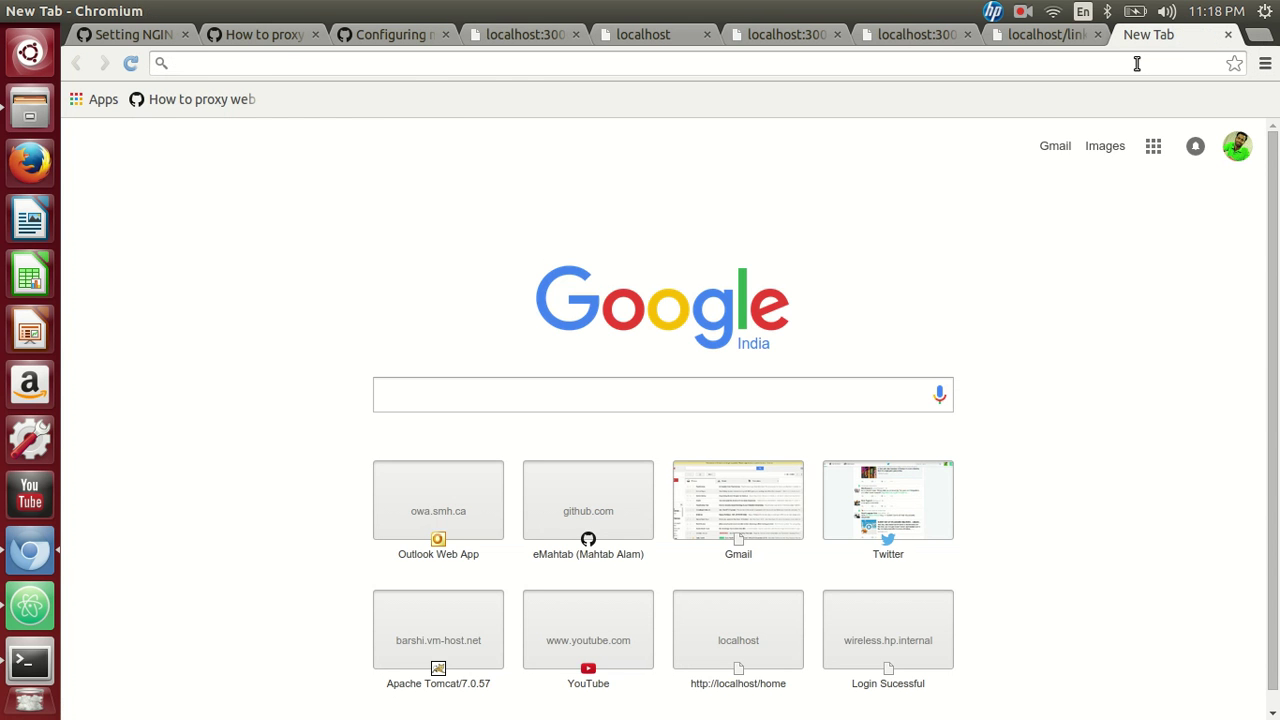 New Tab - Chromium
En
11:18 PM
Setting NGIN
How to proxy
Configuring n
localhost:300
localhost
localhost:300
localhost:300
localhost/link
New Tab
Apps
How to proxy web
Gmail
Images
Google
India
owa.smh.ca
github.com
Outlook Web App
eMahtab (Mahtab Alam)
Gmail
Twitter
barshi.vm-host.net
www.youtube.com
localhost
wireless.hp.internal
Apache Tomcat/7.0.57
YouTube
http://localhost/home
Login Sucessful
hp
a
You
Tube